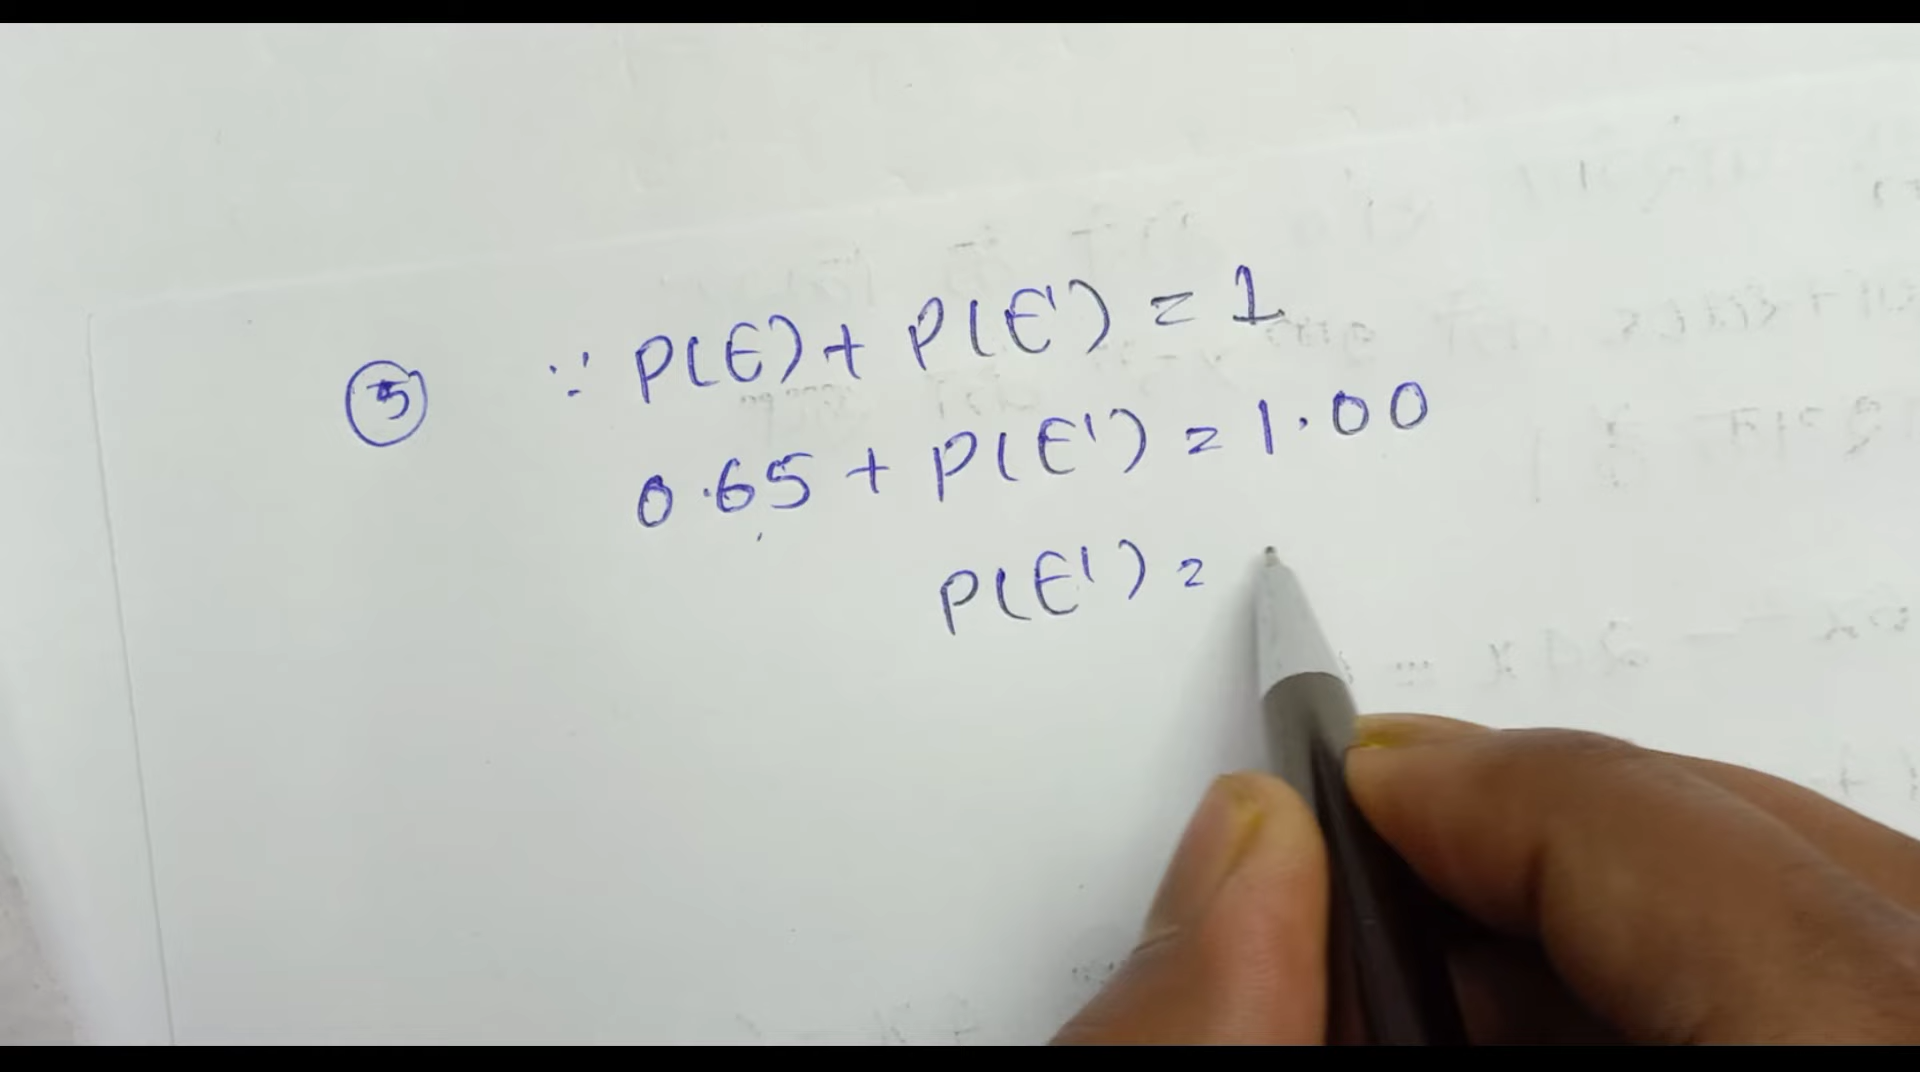 ⑤ ∵ P(E) + P(E') = 1
0.65 + P(E') = 1.00
P(E') =